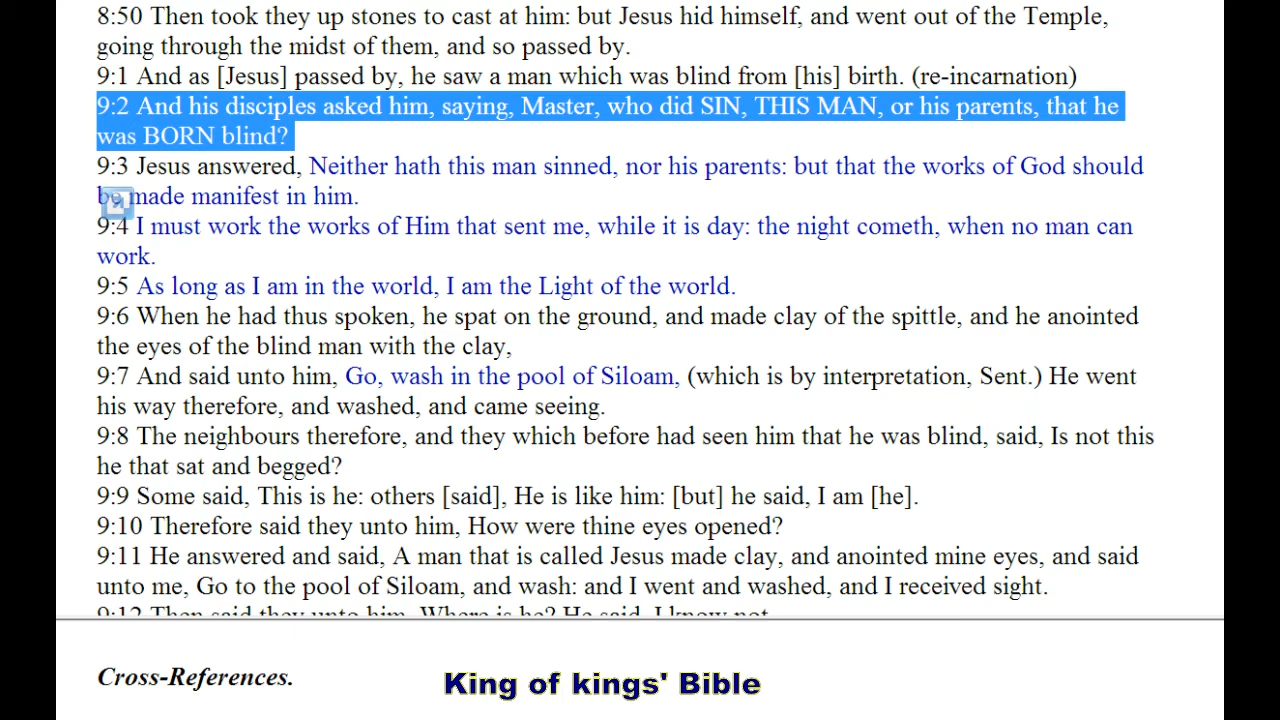 8:50 Then took they up stones to cast at him: but Jesus hid himself, and went out of the Temple,
going through the midst of them, and so passed by.
9:1 And as [Jesus] passed by, he saw a man which was blind from [his] birth. (re-incarnation)
9:2 And his disciples asked him, saying, Master, who did SIN, THIS MAN, or his parents, that he
was BORN blind?
9:3 Jesus answered, Neither hath this man sinned, nor his parents: but that the works of God should
be made manifest in him.
9:4 I must work the works of Him that sent me, while it is day: the night cometh, when no man can
work.
9:5 As long as I am in the world, I am the Light of the world.
9:6 When he had thus spoken, he spat on the ground, and made clay of the spittle, and he anointed
the eyes of the blind man with the clay,
9:7 And said unto him, Go, wash in the pool of Siloam, (which is by interpretation, Sent.) He went
his way therefore, and washed, and came seeing.
9:8 The neighbours therefore, and they which before had seen him that he was blind, said, Is not this
he that sat and begged?
9:9 Some said, This is he: others [said], He is like him: [but] he said, I am [he].
9:10 Therefore said they unto him, How were thine eyes opened?
9:11 He answered and said, A man that is called Jesus made clay, and anointed mine eyes, and said
unto me, Go to the pool of Siloam, and wash: and I went and washed, and I received sight.
9:12 Then said they unto him, Where is he? He said, I know not.
Cross-References.
King of kings' Bible